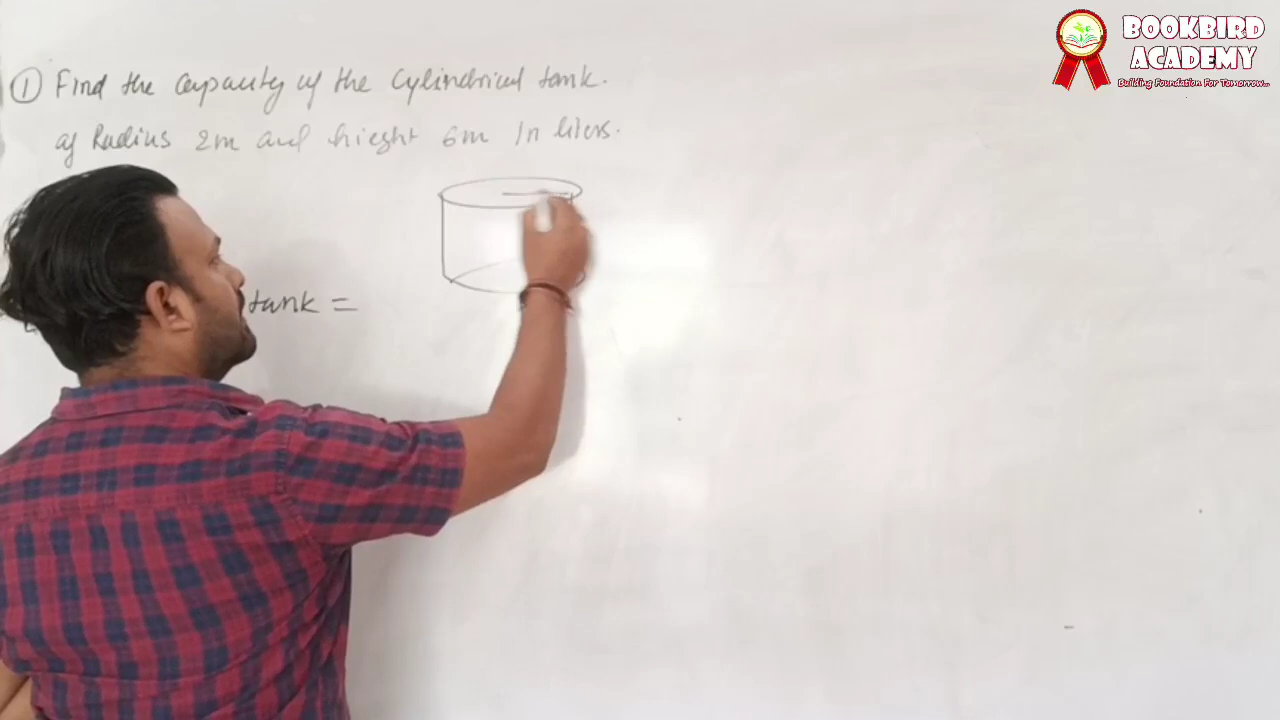 ① Find the capacity of the Cylindrical tank.
of Radius 2m and hieght 6m In liters.
tank =
BOOKBIRD
ACADEMY
Building Foundation For Tomorrow...